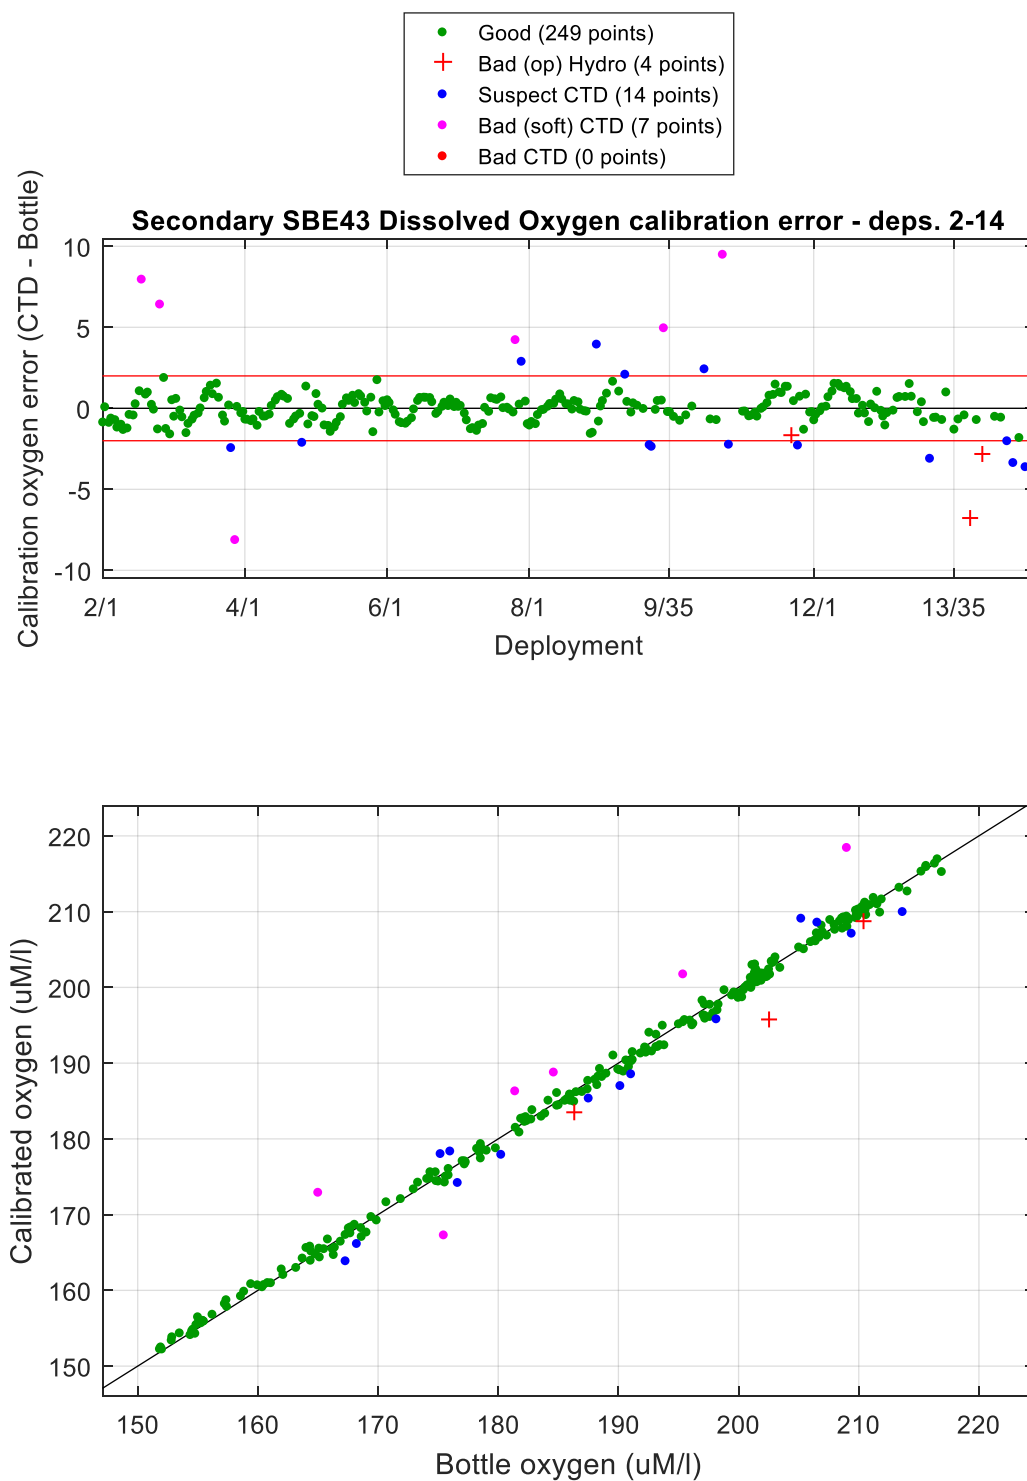 Good (249 points)
Bad (op) Hydro (4 points)
Suspect CTD (14 points)
Bad (soft) CTD (7 points)
Bad CTD (0 points)
Secondary SBE43 Dissolved Oxygen calibration error - deps. 2-14
Calibration oxygen error (CTD - Bottle)
10
5
0
-5
-10
2/1 4/1 6/1 8/1 9/35 12/1 13/35
Deployment
Calibrated oxygen (uM/l)
220
210
200
190
180
170
160
150
150 160 170 180 190 200 210 220
Bottle oxygen (uM/l)